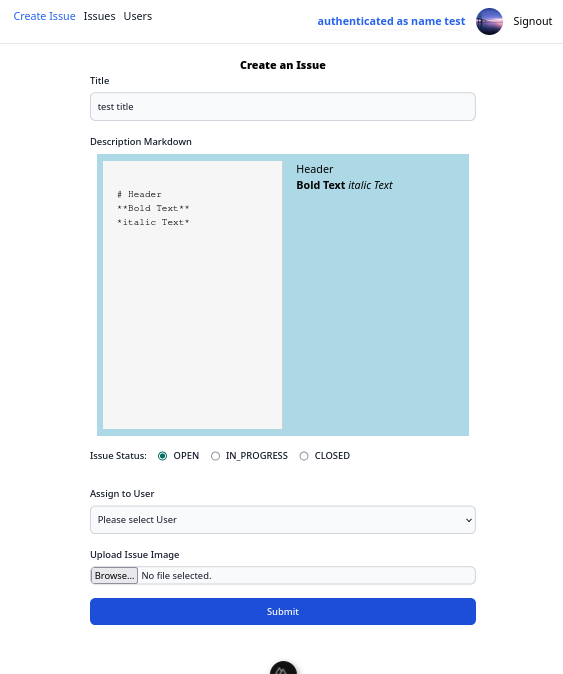 Create Issue Issues Users
authenticated as name test Signout
Create an Issue
Title
test title
Description Markdown
# Header
**Bold Text**
*italic Text*
Header
Bold Text italic Text
Issue Status: OPEN IN_PROGRESS CLOSED
Assign to User
Please select User
Upload Issue Image
Browse... No file selected.
Submit